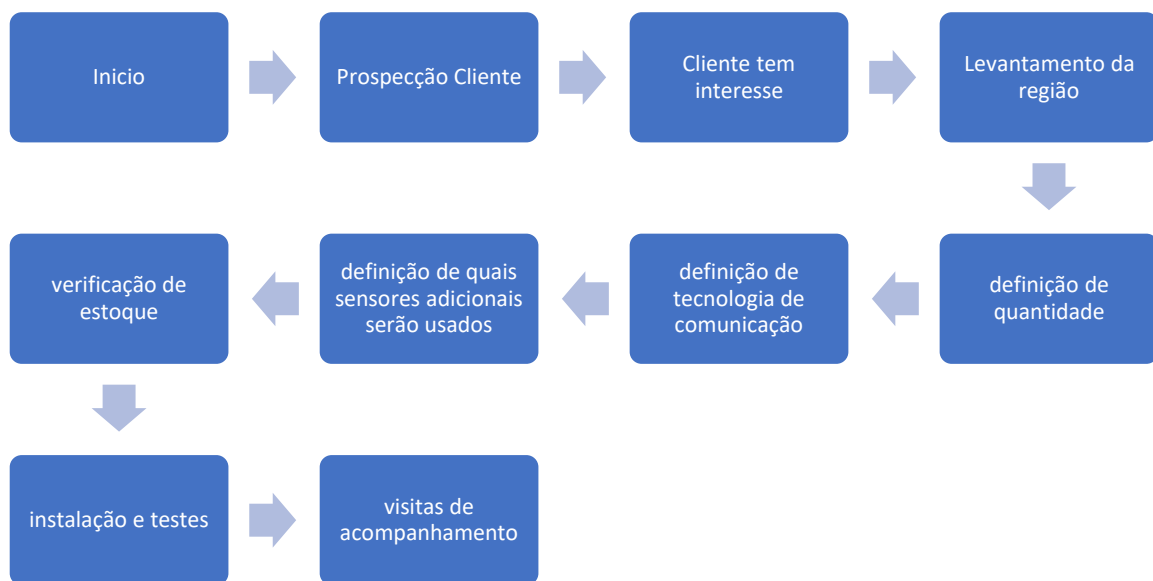 Inicio
Prospecção Cliente
Cliente tem
interesse
Levantamento da
região
definição de
quantidade
definição de
tecnologia de
comunicação
definição de quais
sensores adicionais
serão usados
verificação de
estoque
instalação e testes
visitas de
acompanhamento